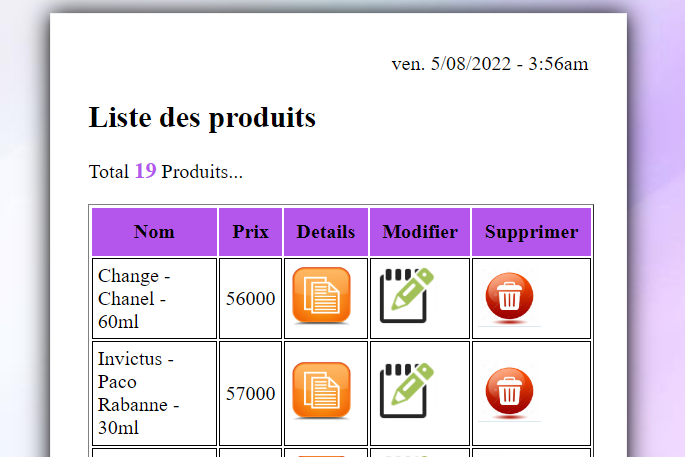 ven. 5/08/2022 - 3:56am
Liste des produits
Total 19 Produits...
Nom Prix Details Modifier Supprimer
Change -
Chanel -
60ml
56000
Invictus -
Paco
Rabanne -
30ml
57000